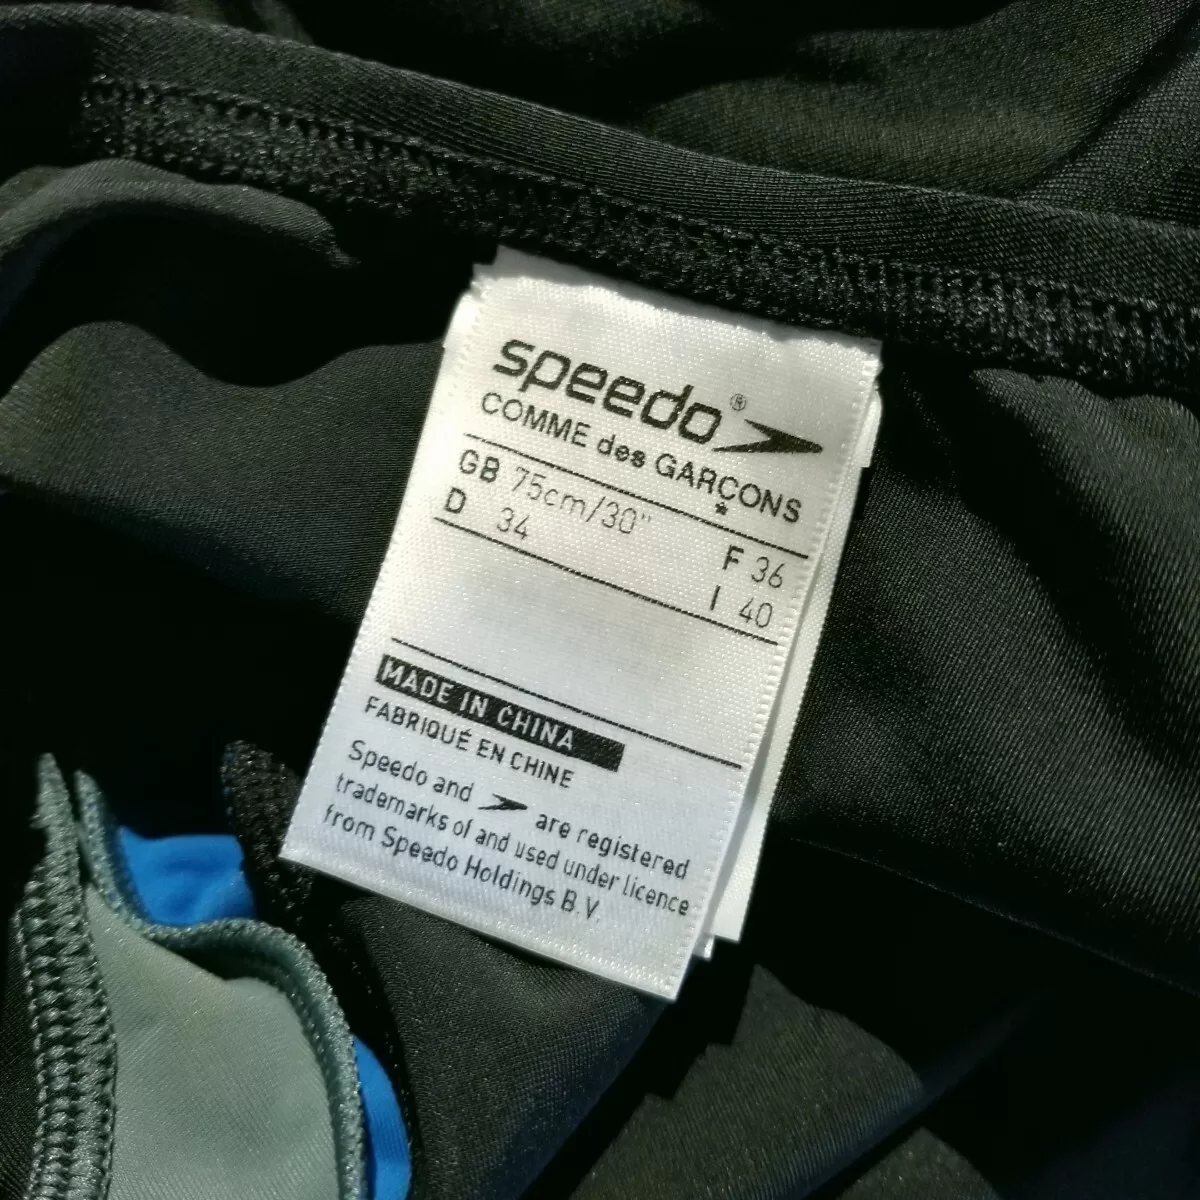 speedo®
COMME des GARÇONS
GB 75cm/30" F 36
D 34 I 40
MADE IN CHINA
FABRIQUÉ EN CHINE
Speedo and are registered
trademarks of and used under licence
from Speedo Holdings B.V.